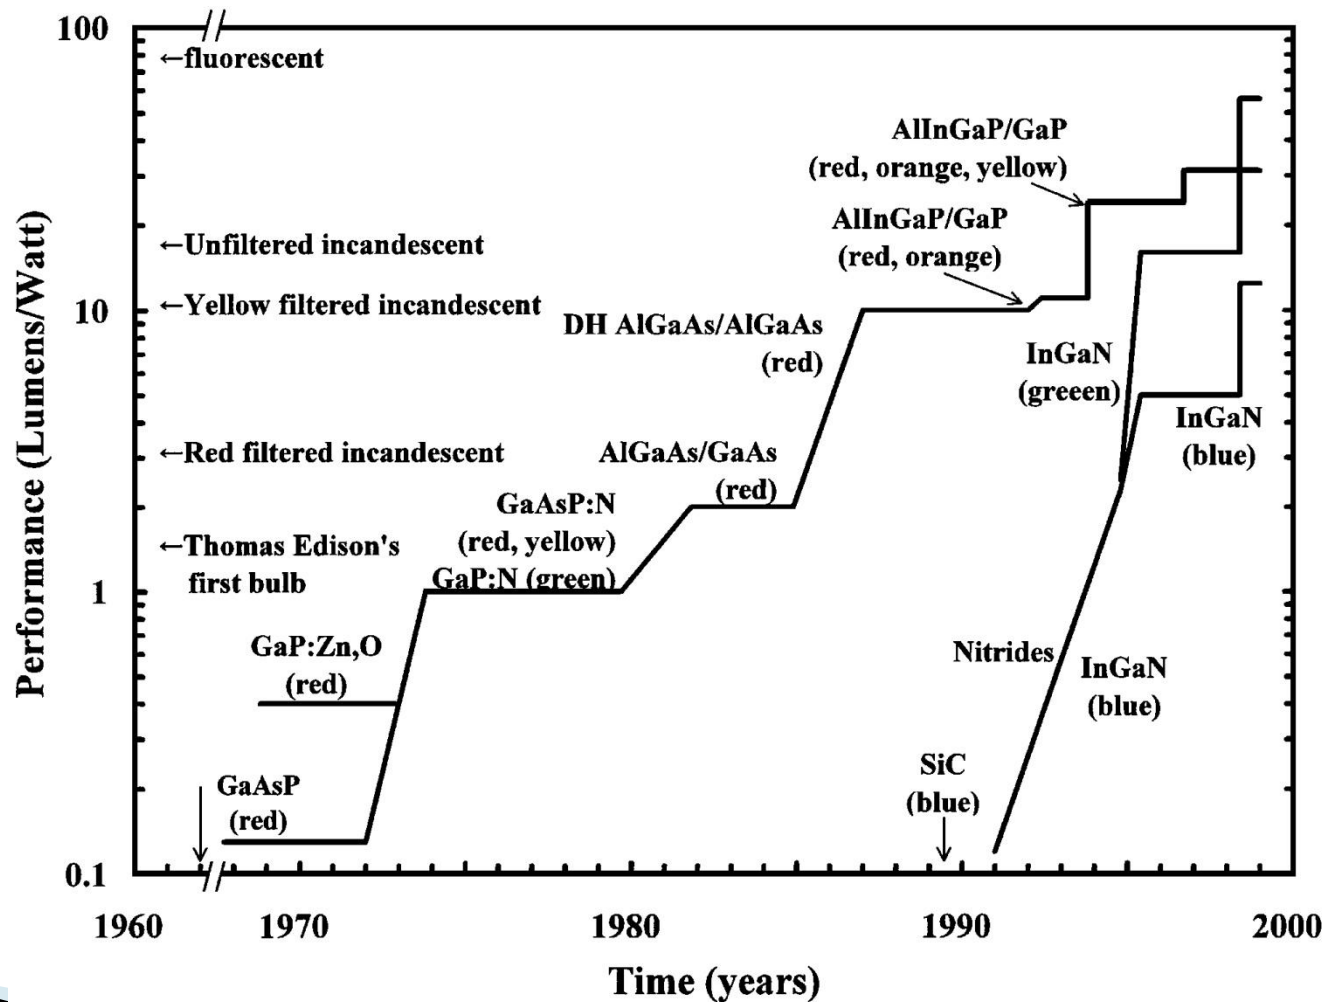 100
←fluorescent
AlInGaP/GaP
(red, orange, yellow)
AlInGaP/GaP
(red, orange)
←Unfiltered incandescent
←Yellow filtered incandescent
10
DH AlGaAs/AlGaAs
(red)
InGaN
(greeen)
InGaN
(blue)
←Red filtered incandescent
AlGaAs/GaAs
(red)
GaAsP:N
(red, yellow)
GaP:N (green)
←Thomas Edison's
first bulb
1
GaP:Zn,O
(red)
Nitrides
InGaN
(blue)
GaAsP
(red)
SiC
(blue)
0.1
1960
1970
1980
1990
2000
Time (years)
Performance (Lumens/Watt)